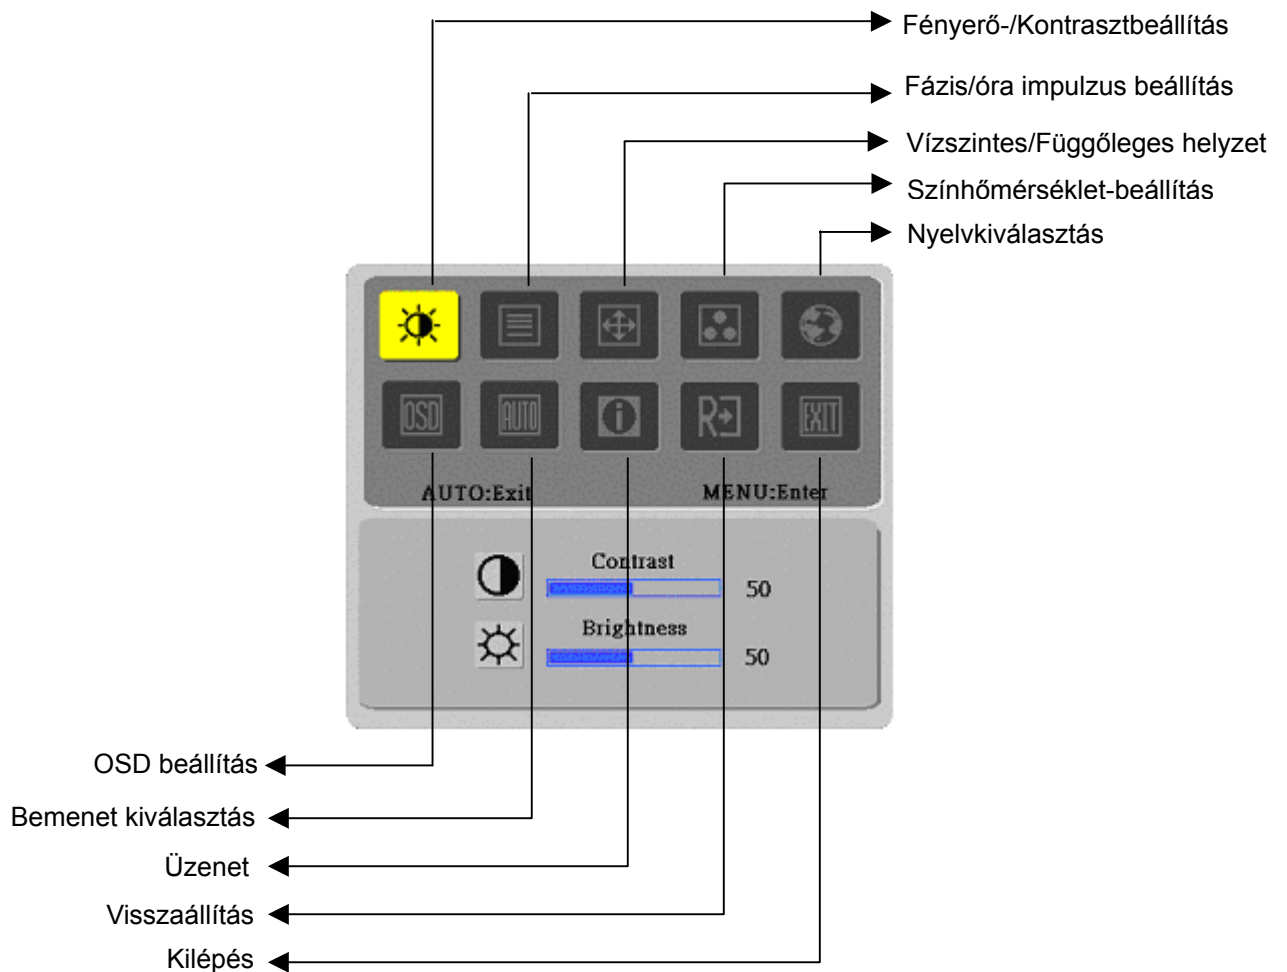 Fényerő-/Kontrasztbeállítás
Fázis/óra impulzus beállítás
Vízszintes/Függőleges helyzet
Színhőmérséklet-beállítás
Nyelvkiválasztás
OSD AUTO i R EXIT
AUTO:Exit MENU:Enter
Contrast
50
Brightness
50
OSD beállítás
Bemenet kiválasztás
Üzenet
Visszaállítás
Kilépés